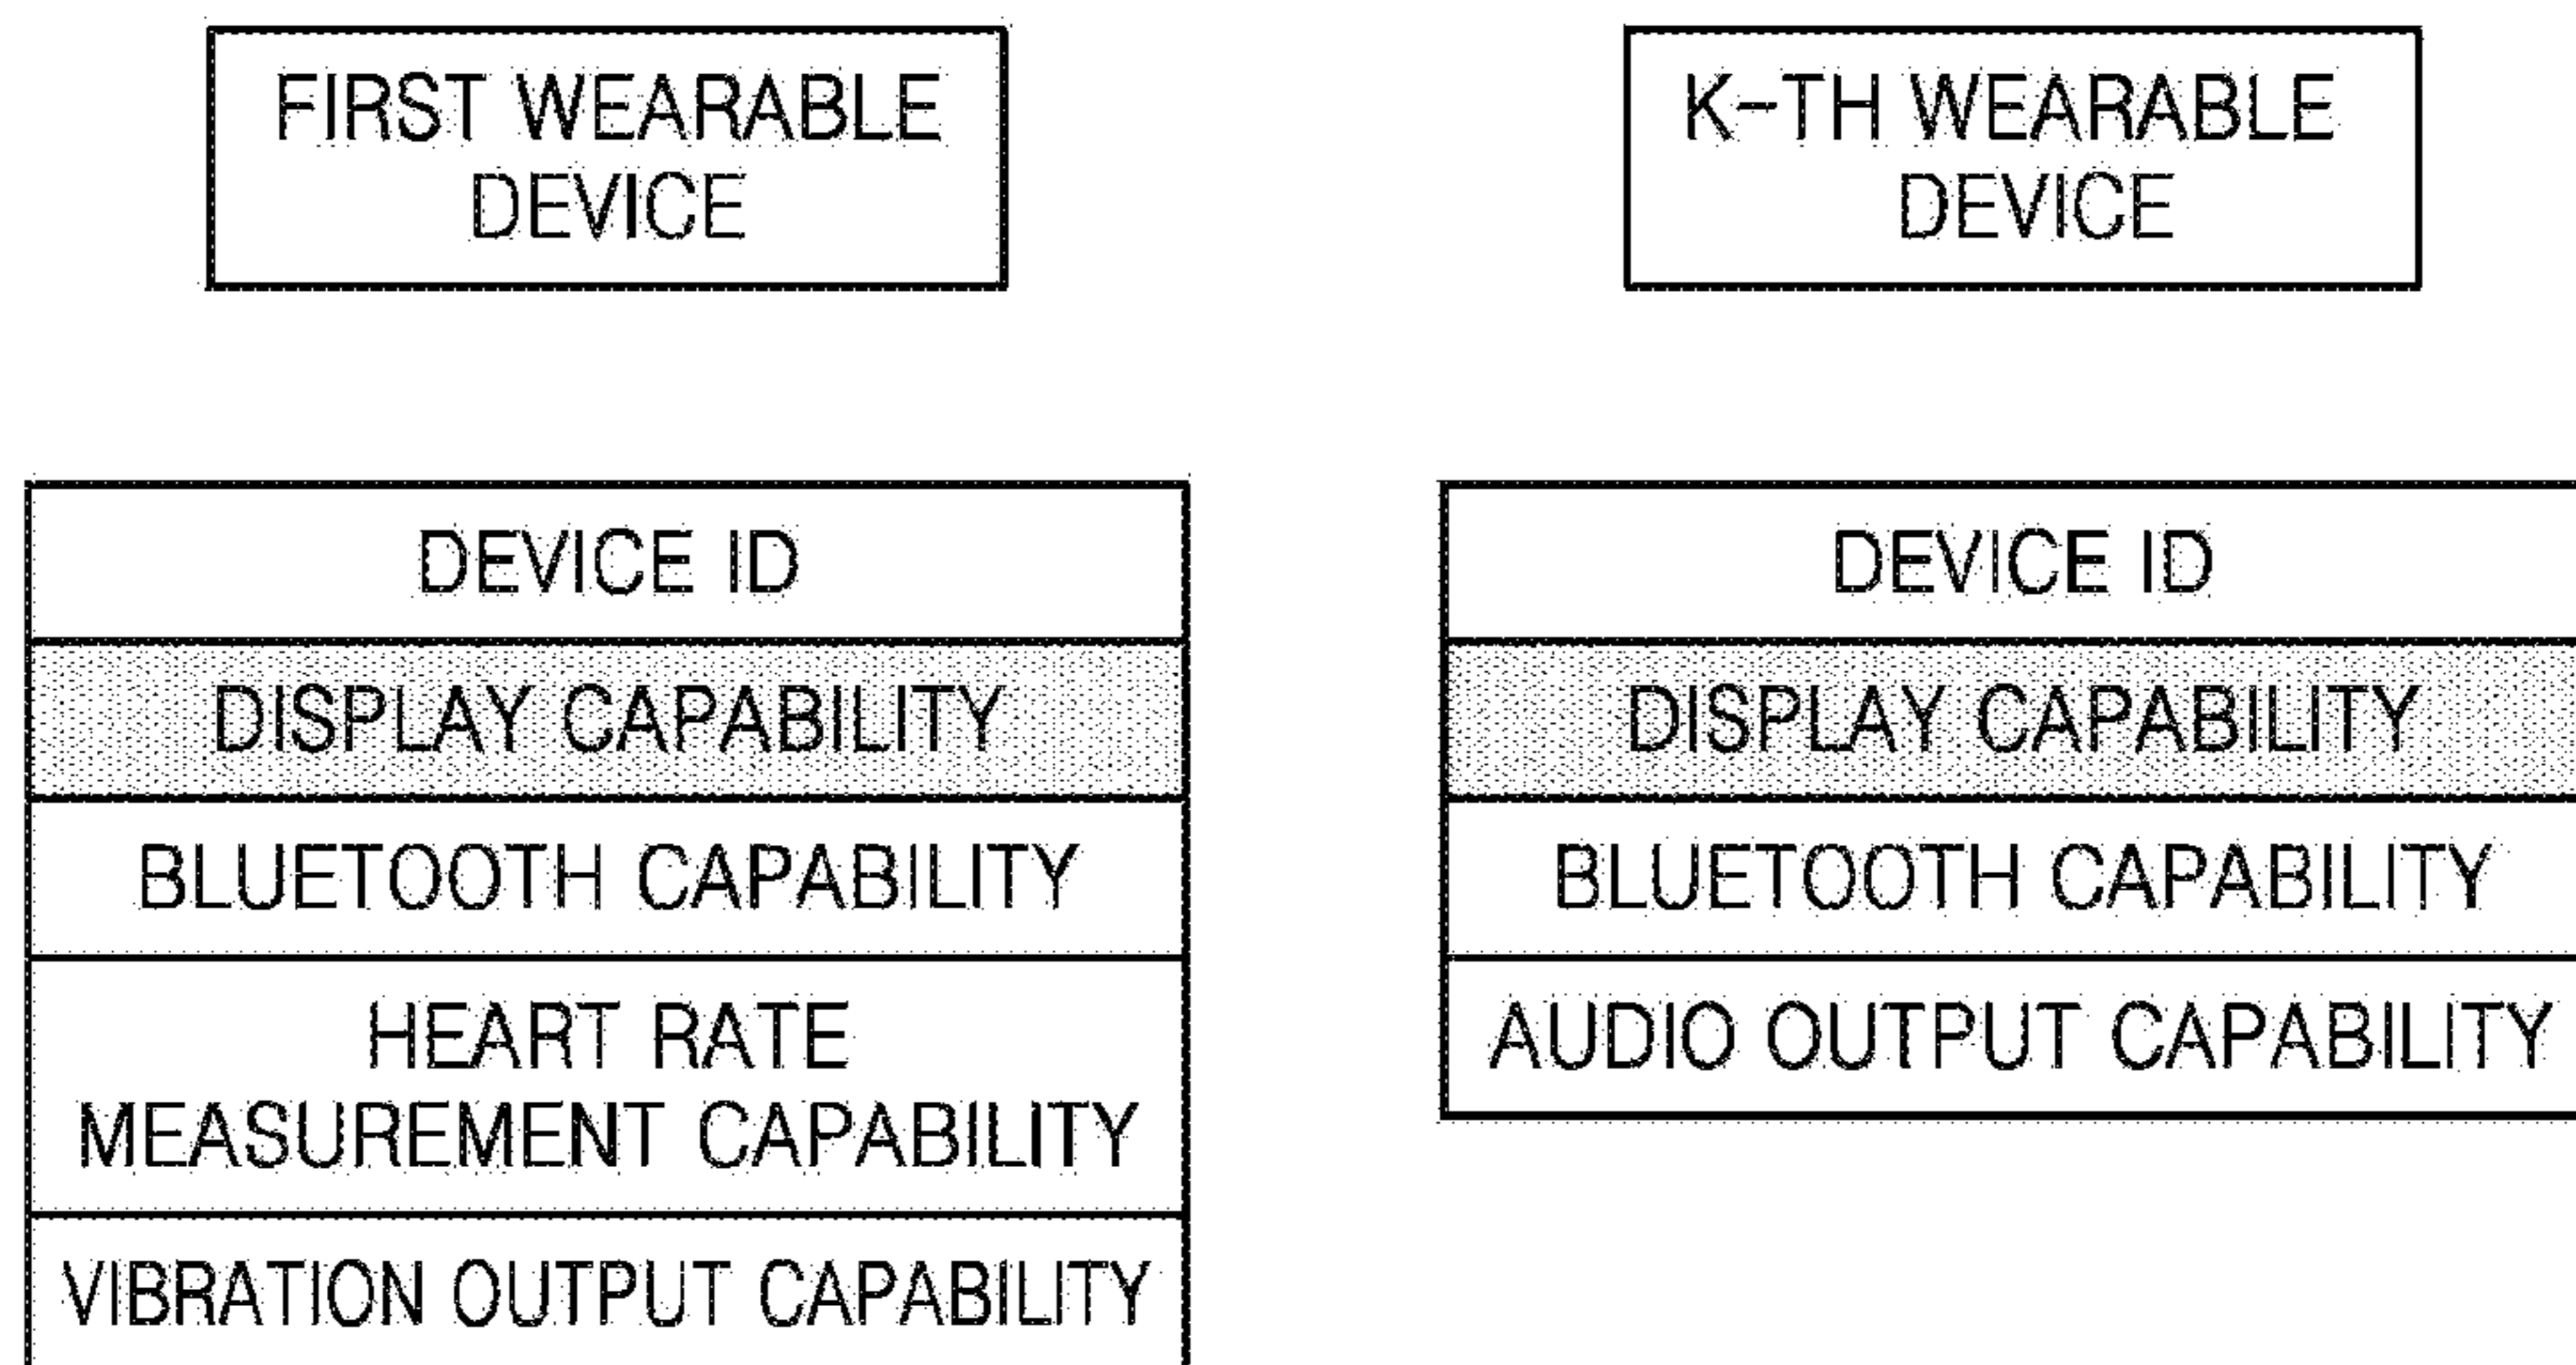 FIRST WEARABLE
DEVICE
K-TH WEARABLE
DEVICE
DEVICE ID
DISPLAY CAPABILITY
BLUETOOTH CAPABILITY
HEART RATE
MEASUREMENT CAPABILITY
VIBRATION OUTPUT CAPABILITY
DEVICE ID
DISPLAY CAPABILITY
BLUETOOTH CAPABILITY
AUDIO OUTPUT CAPABILITY